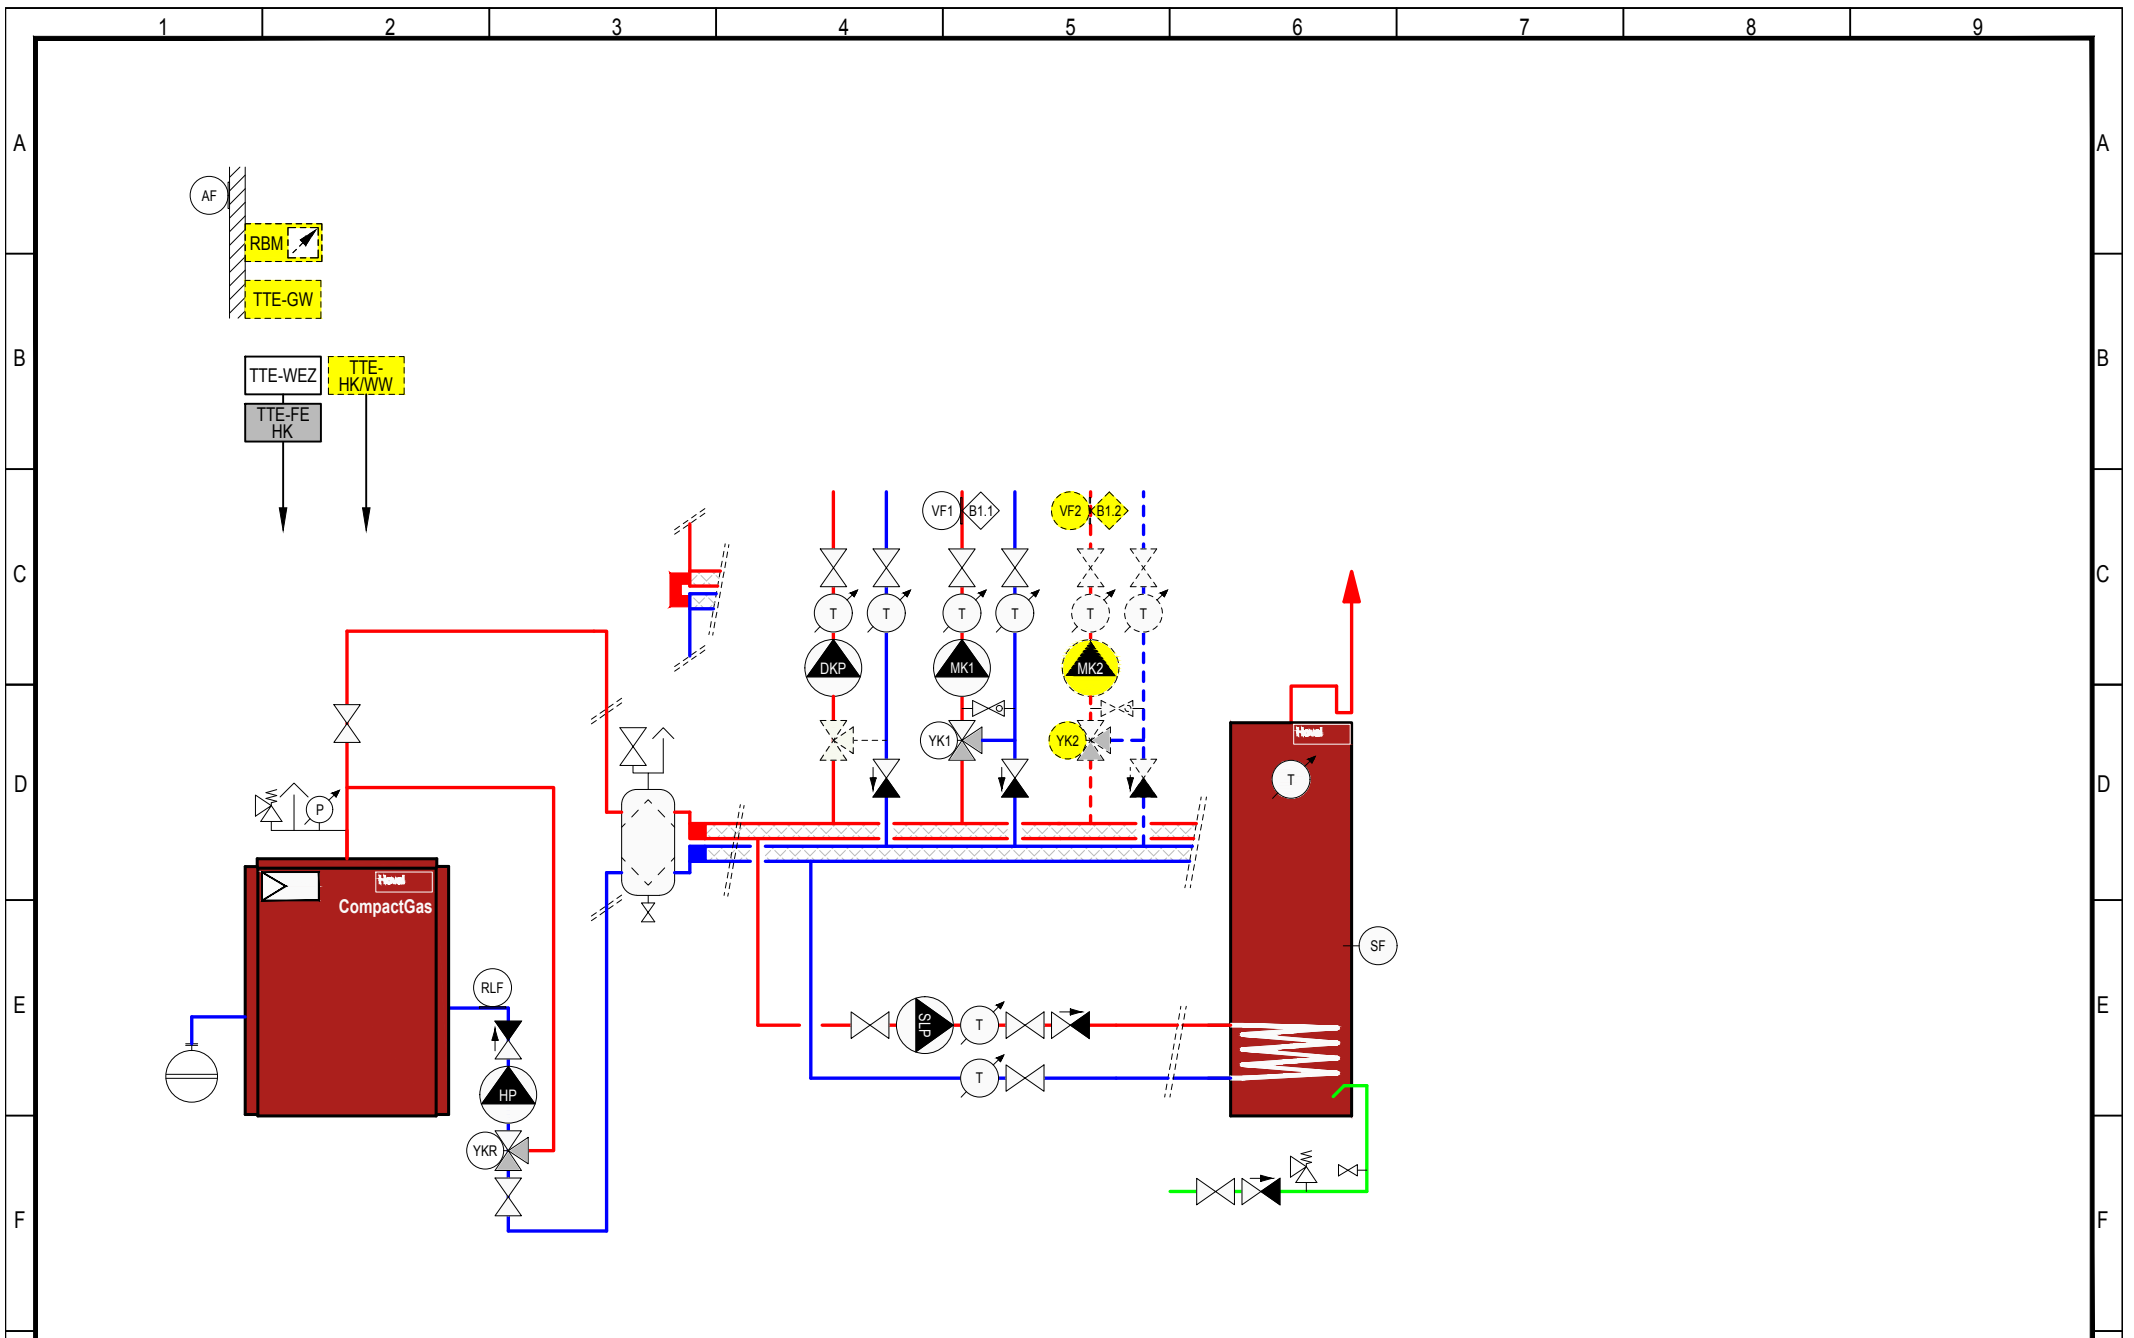 1 2 3 4 5 6 7 8 9
A A
AF
RBM
TTE-GW
B B
TTE-WEZ
TTE-
HK/WW
TTE-FE
HK
VF1 B1.1 VF2 B1.2
C C
T T T T T T
DKP MK1 MK2
YK1 YK2
Hoval
D D
T
P
Hoval
CompactGas
SF
RLF
E E
SLP T
T
HP
YKR
F F